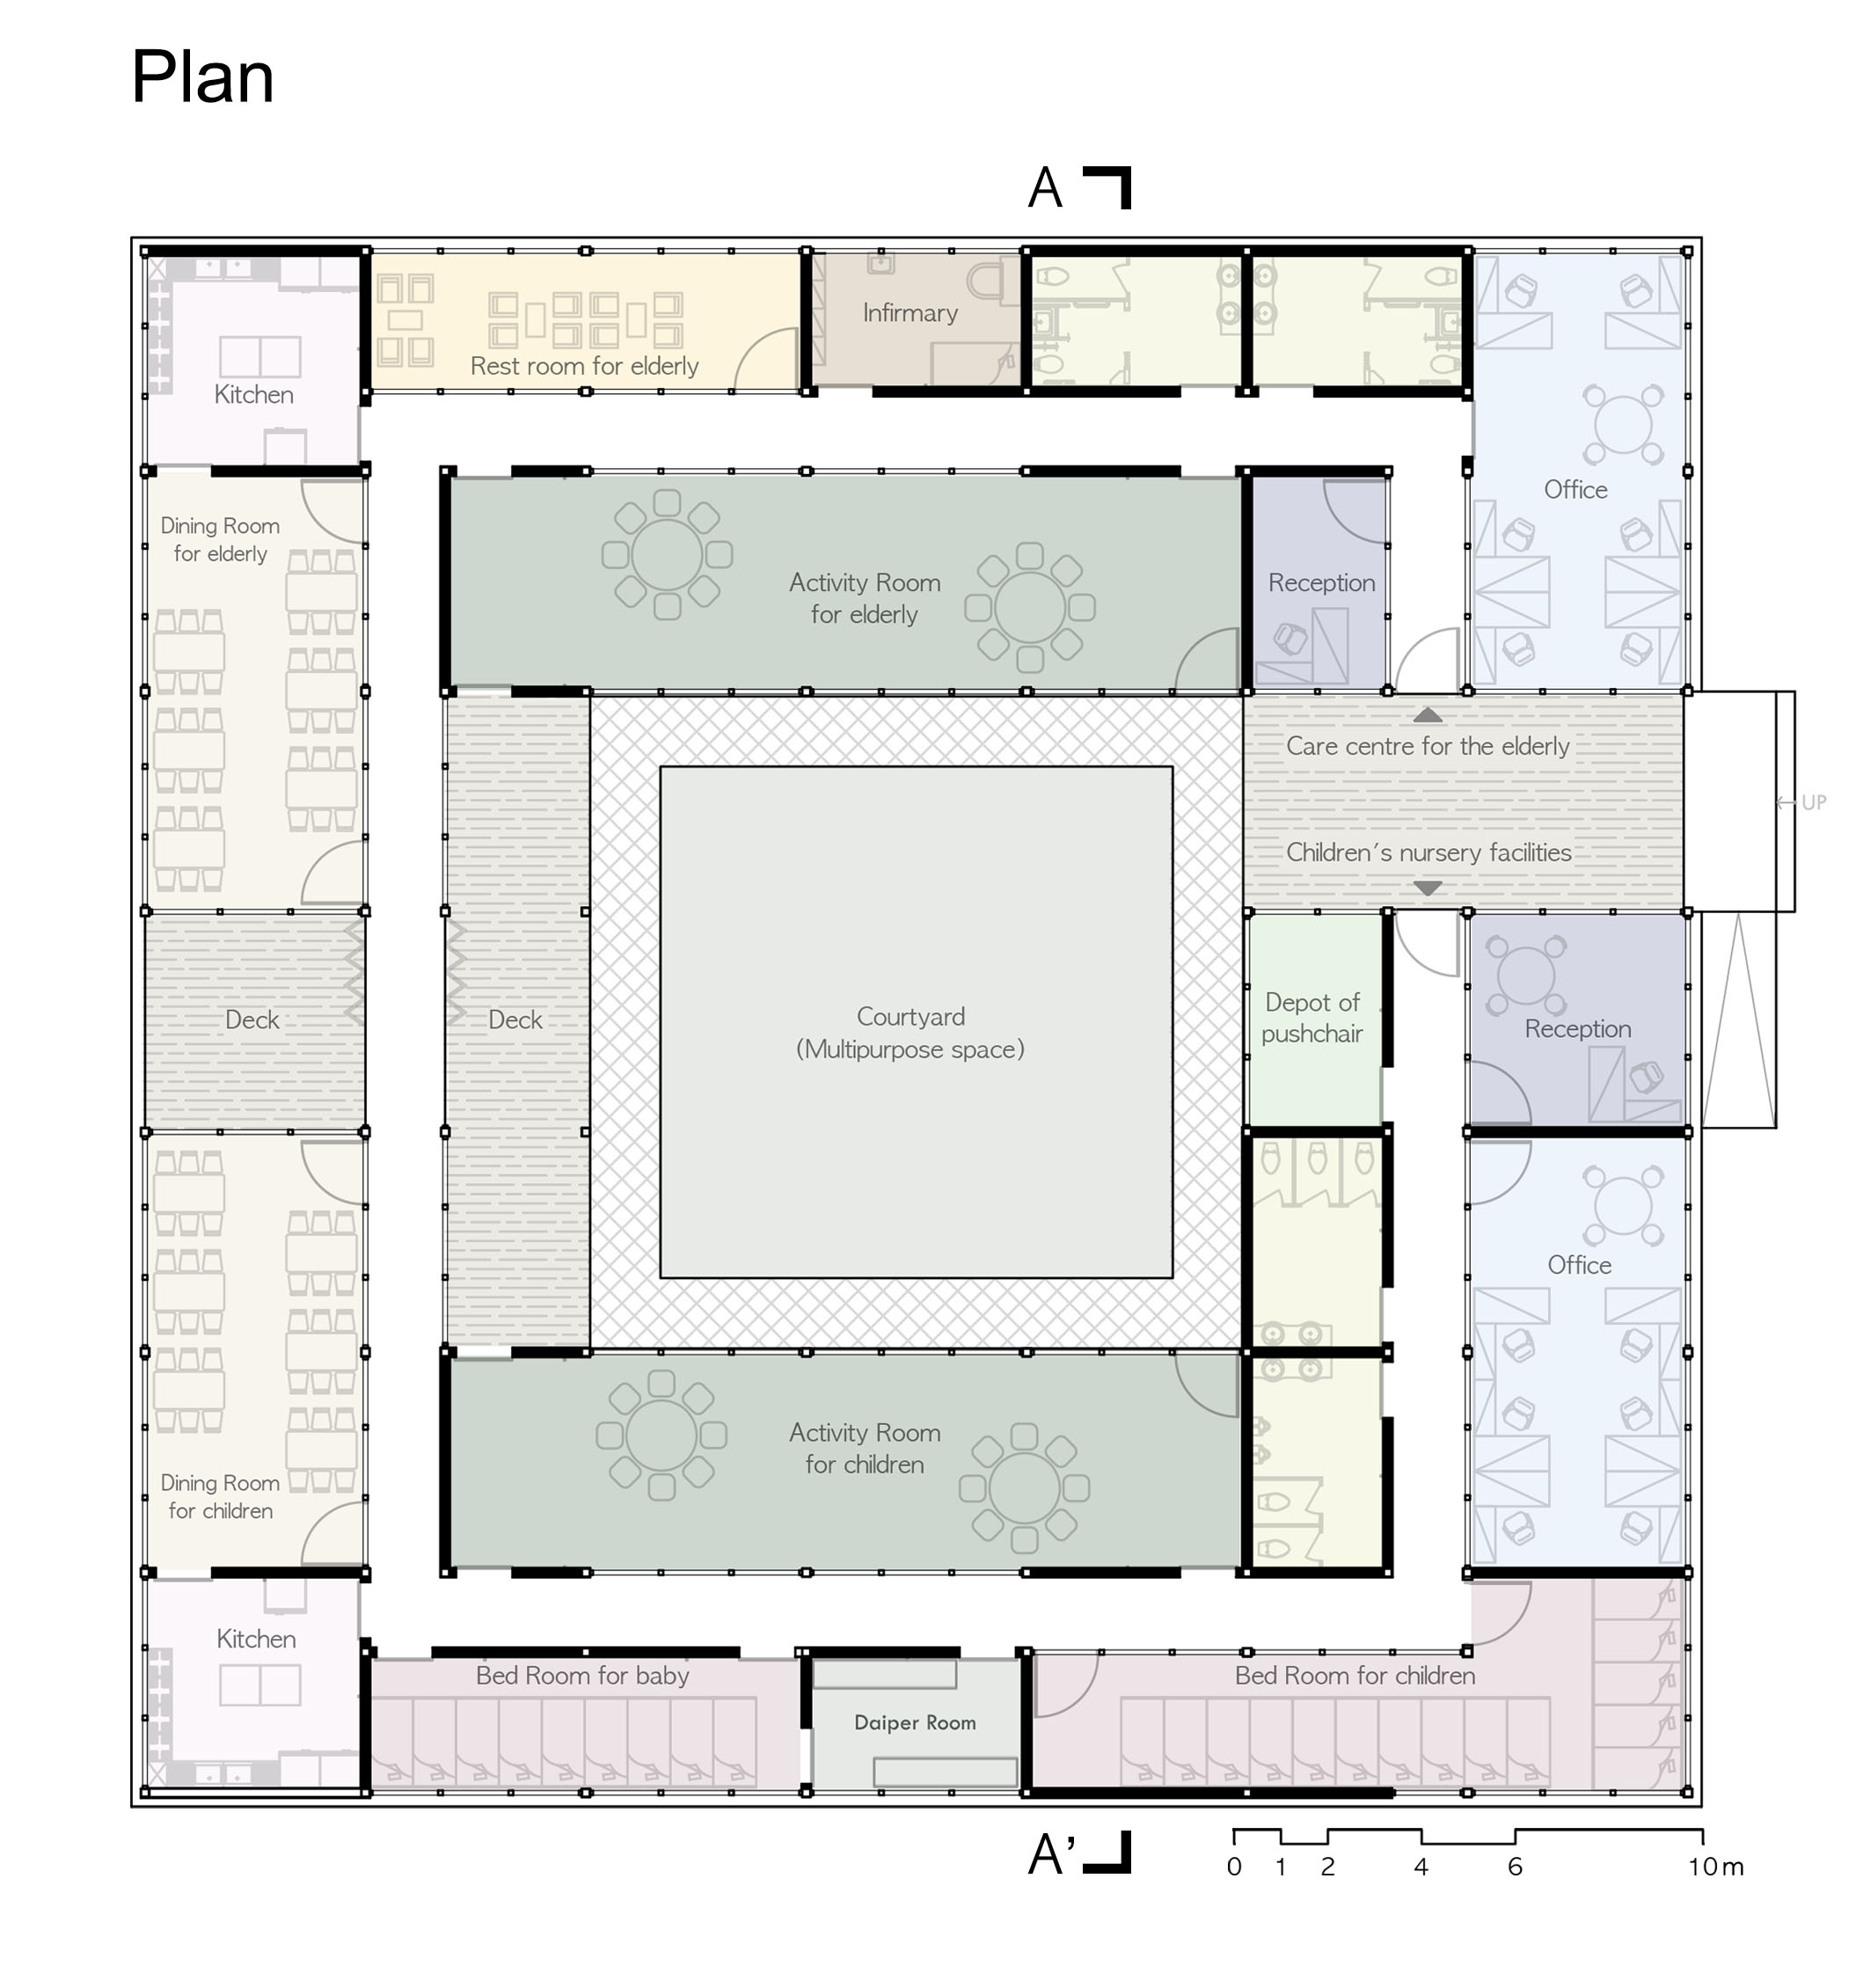 Plan
A
Infirmary
Rest room for elderly
Kitchen
Office
Dining Room
for elderly
Activity Room
for elderly
Reception
Care centre for the elderly
UP
Children's nursery facilities
Deck
Deck
Courtyard
(Multipurpose space)
Depot of
pushchair
Reception
Office
Activity Room
for children
Dining Room
for children
Kitchen
Bed Room for baby
Daiper Room
Bed Room for children
A'
0 1 2 4 6 10 m